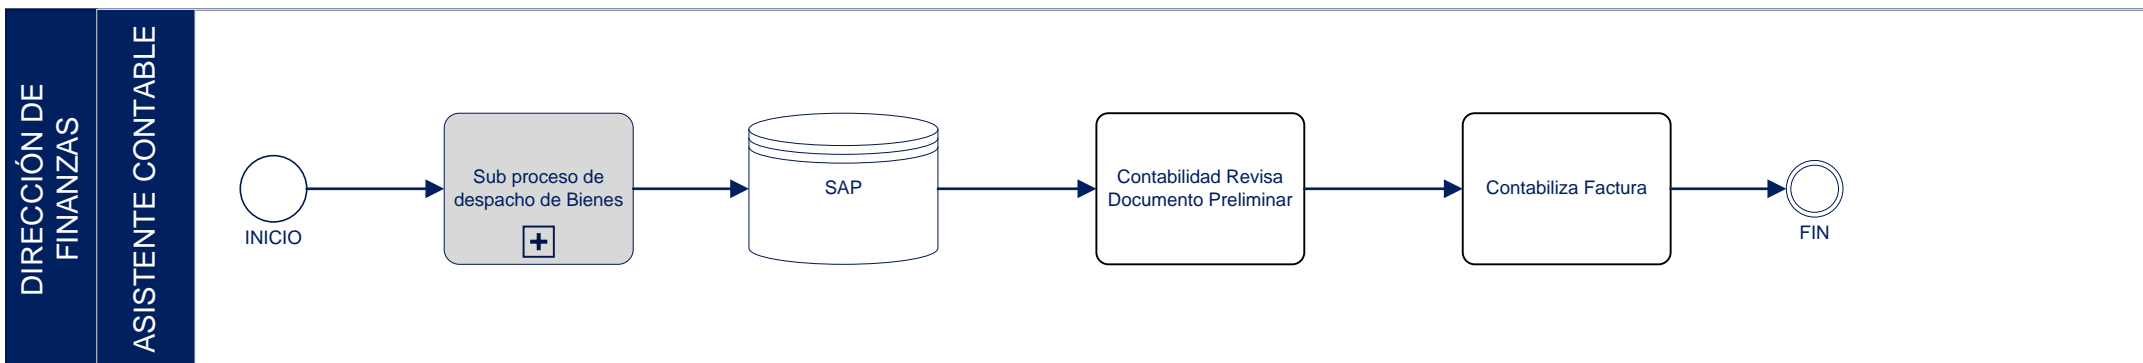 DIRECCIÓN DE
FINANZAS
ASISTENTE CONTABLE
INICIO
Sub proceso de
despacho de Bienes
SAP
Contabilidad Revisa
Documento Preliminar
Contabiliza Factura
FIN